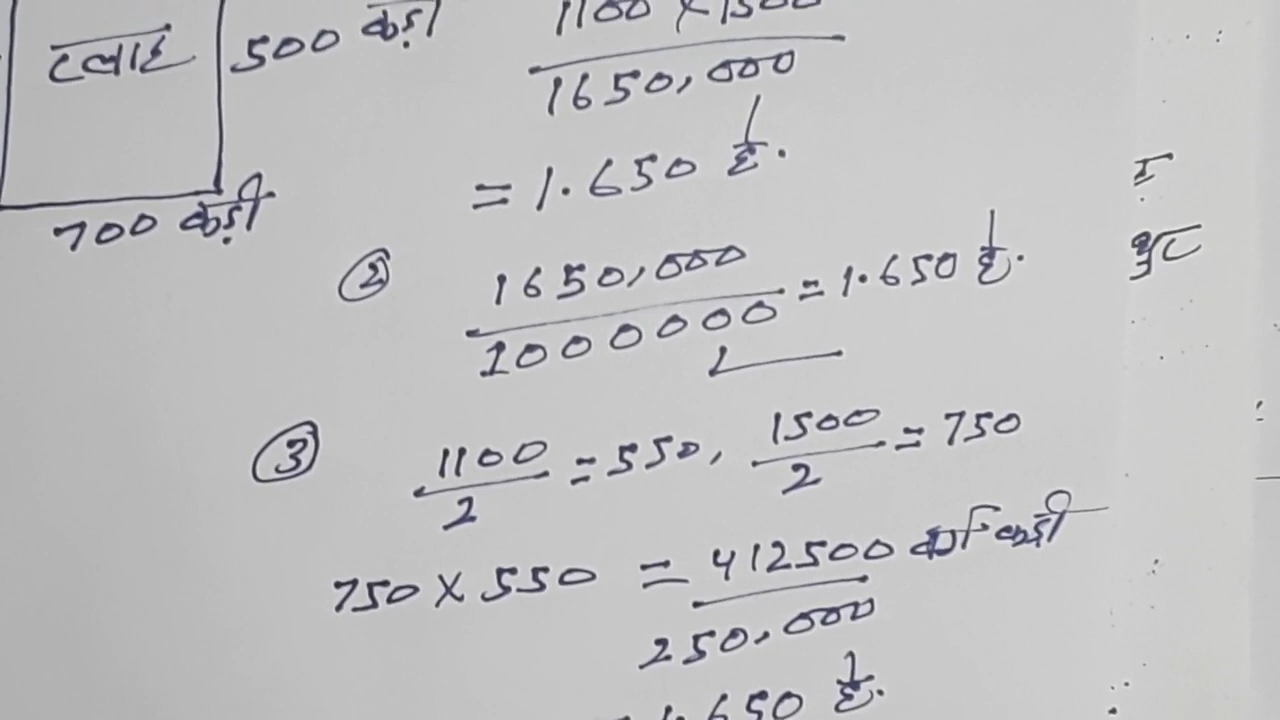 500 कड़ी
1100 x 1500
1650,000
700 कड़ी
= 1.650
②
1650,000
1000000
= 1.650
③
1100/2 = 550, 1500/2 = 750
750 x 550 = 412500 वर्ग कड़ी
250,000
1.650